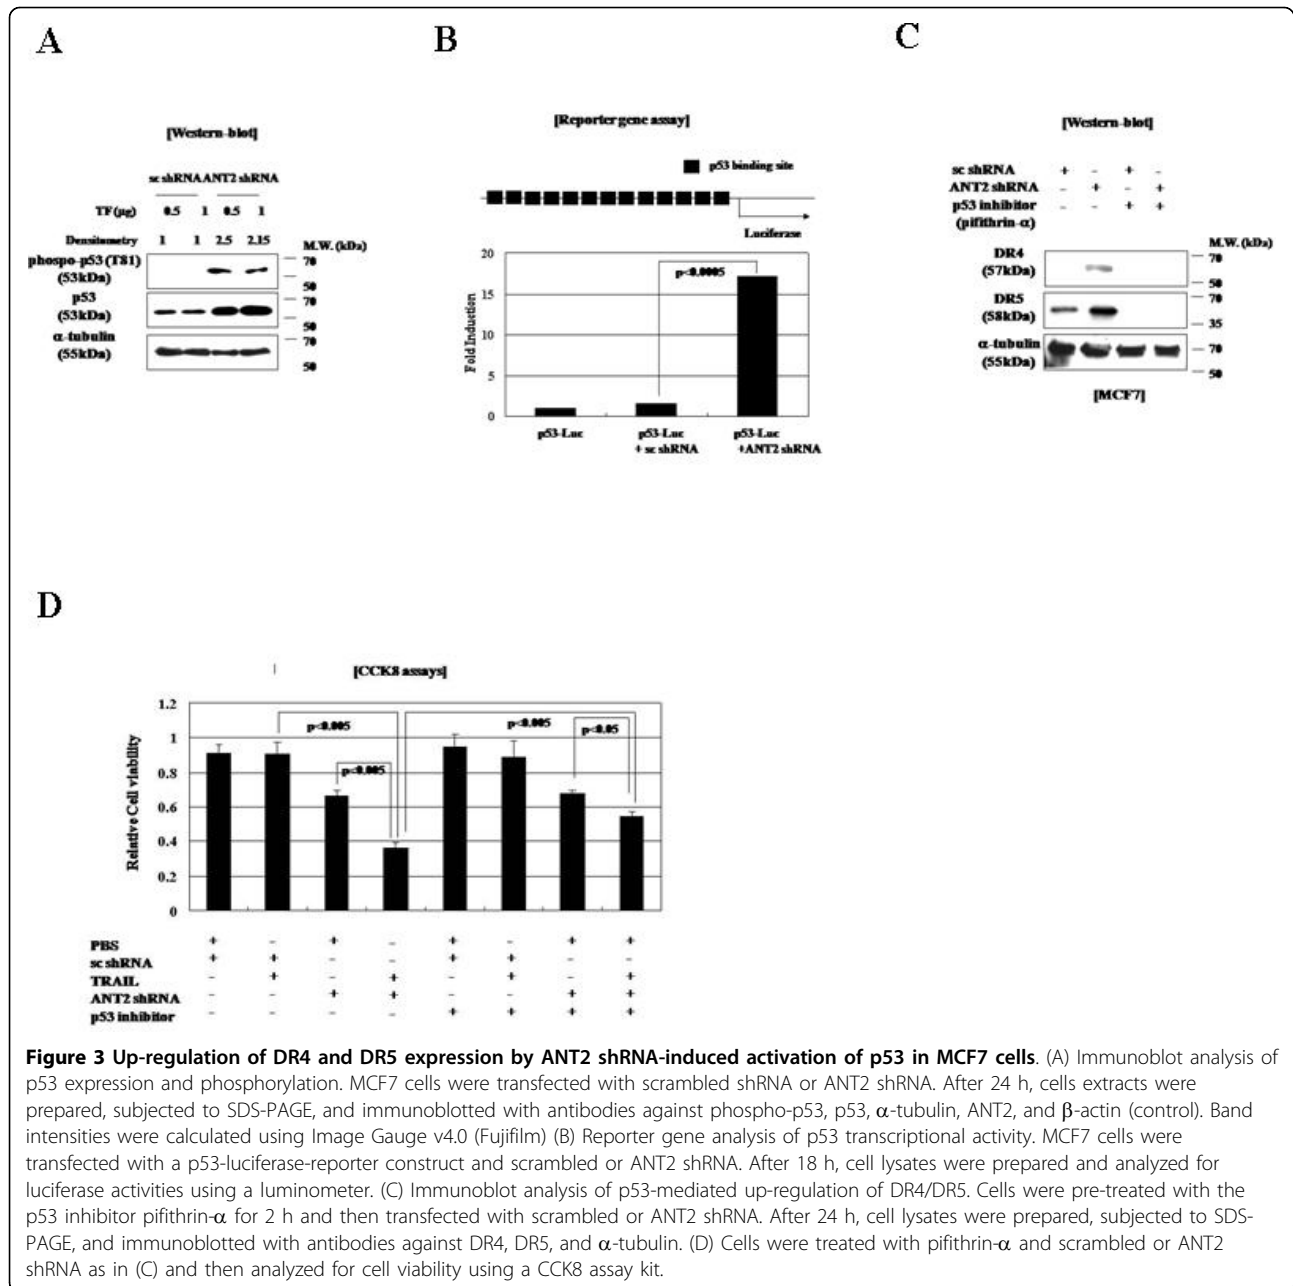 A
[Western-blot]
sc shRNA ANT2 shRNA
TF(µg) 0.5 1 0.5 1
Densitometry 1 1 2.5 2.15
M.W. (kDa)
phospo-p53 (T81)
(53kDa)
70
50
p53
(53kDa)
70
50
α-tubulin
(55kDa)
70
50
B
[Reporter gene assay]
p53 binding site
Luciferase
Fold Induction
20
15
10
5
0
p<0.0005
p53-Luc
p53-Luc
+ sc shRNA
p53-Luc
+ANT2 shRNA
C
[Western-blot]
sc shRNA + - + -
ANT2 shRNA - + - +
p53 inhibitor - - + +
(pifithrin-α)
M.W. (kDa)
DR4
(57kDa)
70
50
DR5
(58kDa)
70
35
α-tubulin
(55kDa)
70
50
[MCF7]
D
[CCK8 assays]
Relative Cell viability
1.2
1
0.8
0.6
0.4
0.2
0
p<0.005
p<0.005
p<0.005
p<0.05
PBS + - + - + - + +
sc shRNA + + - - + + - -
TRAIL - + - + - + - +
ANT2 shRNA - - + + - - + +
p53 inhibitor - - - - + + + +
Figure 3 Up-regulation of DR4 and DR5 expression by ANT2 shRNA-induced activation of p53 in MCF7 cells. (A) Immunoblot analysis of
p53 expression and phosphorylation. MCF7 cells were transfected with scrambled shRNA or ANT2 shRNA. After 24 h, cells extracts were
prepared, subjected to SDS-PAGE, and immunoblotted with antibodies against phospho-p53, p53, α-tubulin, ANT2, and β-actin (control). Band
intensities were calculated using Image Gauge v4.0 (Fujifilm) (B) Reporter gene analysis of p53 transcriptional activity. MCF7 cells were
transfected with a p53-luciferase-reporter construct and scrambled or ANT2 shRNA. After 18 h, cell lysates were prepared and analyzed for
luciferase activities using a luminometer. (C) Immunoblot analysis of p53-mediated up-regulation of DR4/DR5. Cells were pre-treated with the
p53 inhibitor pifithrin-α for 2 h and then transfected with scrambled or ANT2 shRNA. After 24 h, cell lysates were prepared, subjected to SDS-
PAGE, and immunoblotted with antibodies against DR4, DR5, and α-tubulin. (D) Cells were treated with pifithrin-α and scrambled or ANT2
shRNA as in (C) and then analyzed for cell viability using a CCK8 assay kit.